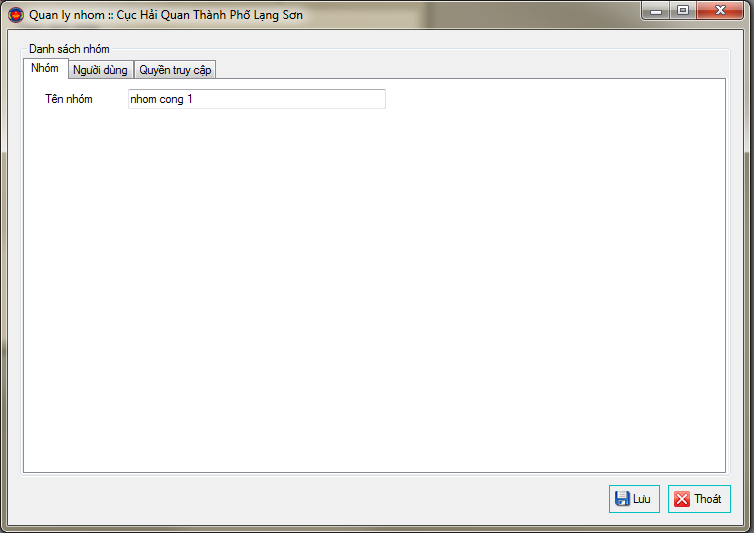 Quan ly nhom :: Cục Hải Quan Thành Phố Lạng Sơn
Danh sách nhóm
Nhóm
Người dùng
Quyền truy cập
Tên nhóm
nhom cong 1
Lưu
Thoát